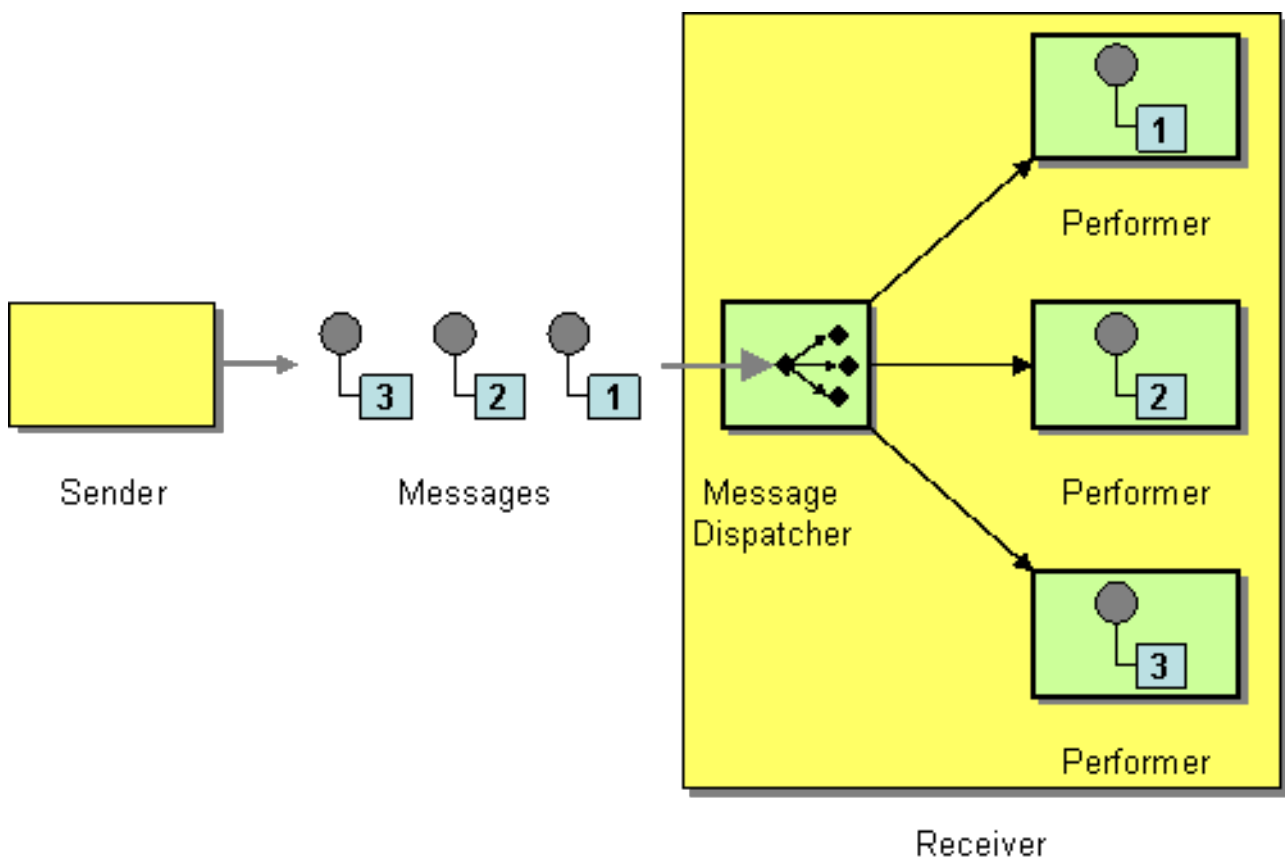 1
Performer
3 2 1
2
Sender
Messages
Message
Dispatcher
Performer
3
Performer
Receiver